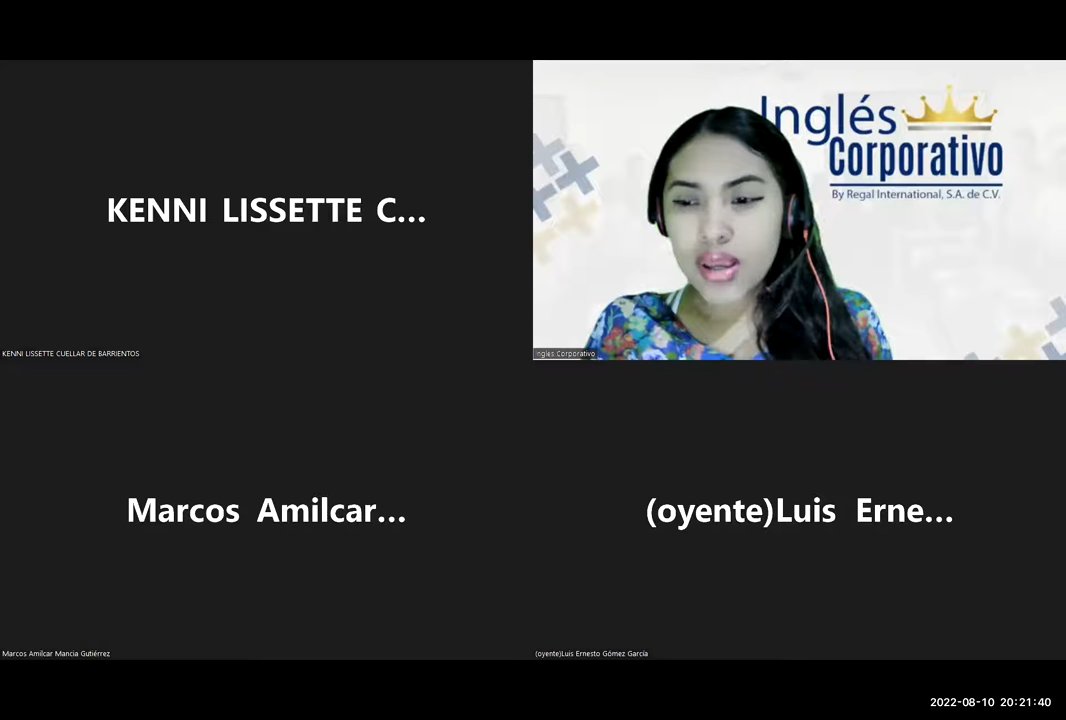 KENNI LISSETTE C...
KENNI LISSETTE CUELLAR DE BARRIENTOS
Inglés
Corporativo
By Regal International, S.A. de C.V.
Inglés Corporativo
Marcos Amilcar...
Marcos Amilcar Mancia Gutiérrez
(oyente)Luis Erne...
(oyente)Luis Ernesto Gómez García
2022-08-10 20:21:40